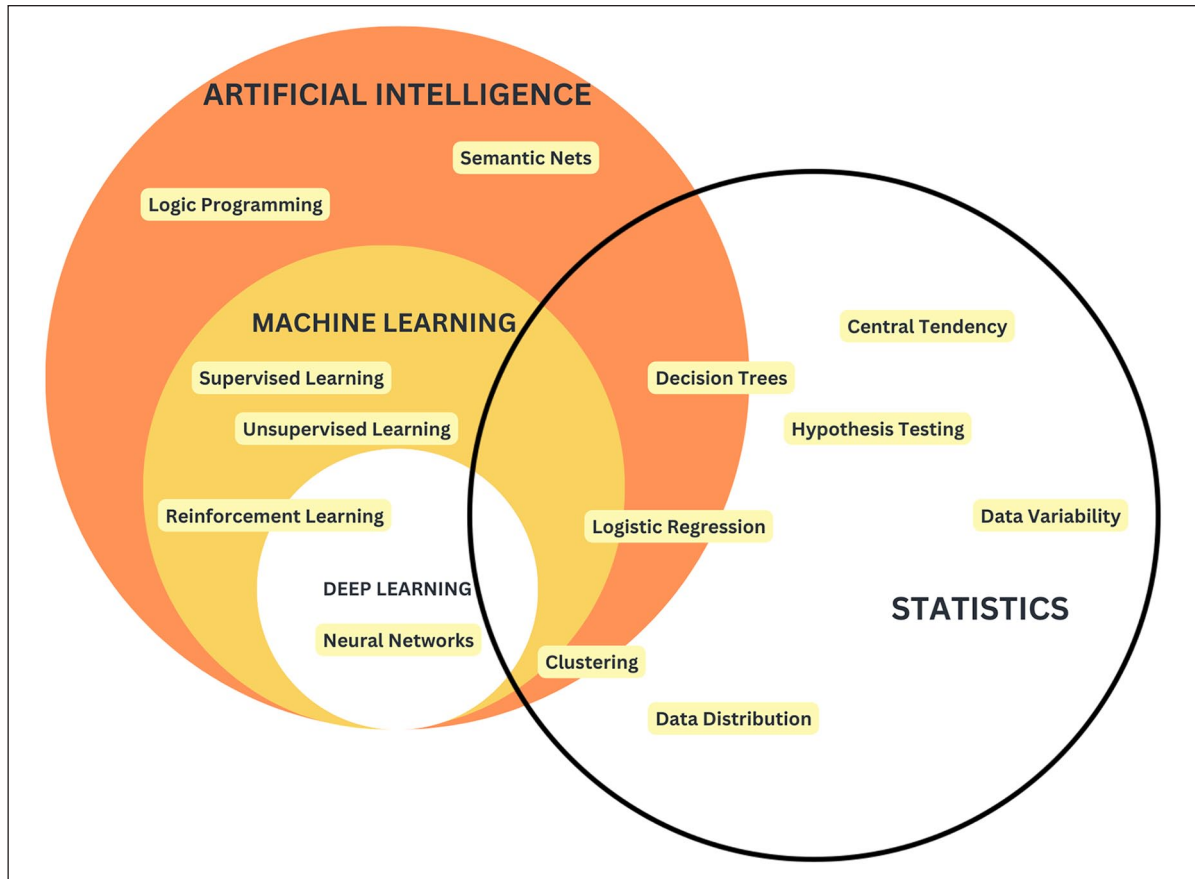 ARTIFICIAL INTELLIGENCE
Semantic Nets
Logic Programming
MACHINE LEARNING
Central Tendency
Supervised Learning
Decision Trees
Unsupervised Learning
Hypothesis Testing
Reinforcement Learning
Logistic Regression
Data Variability
DEEP LEARNING
STATISTICS
Neural Networks
Clustering
Data Distribution